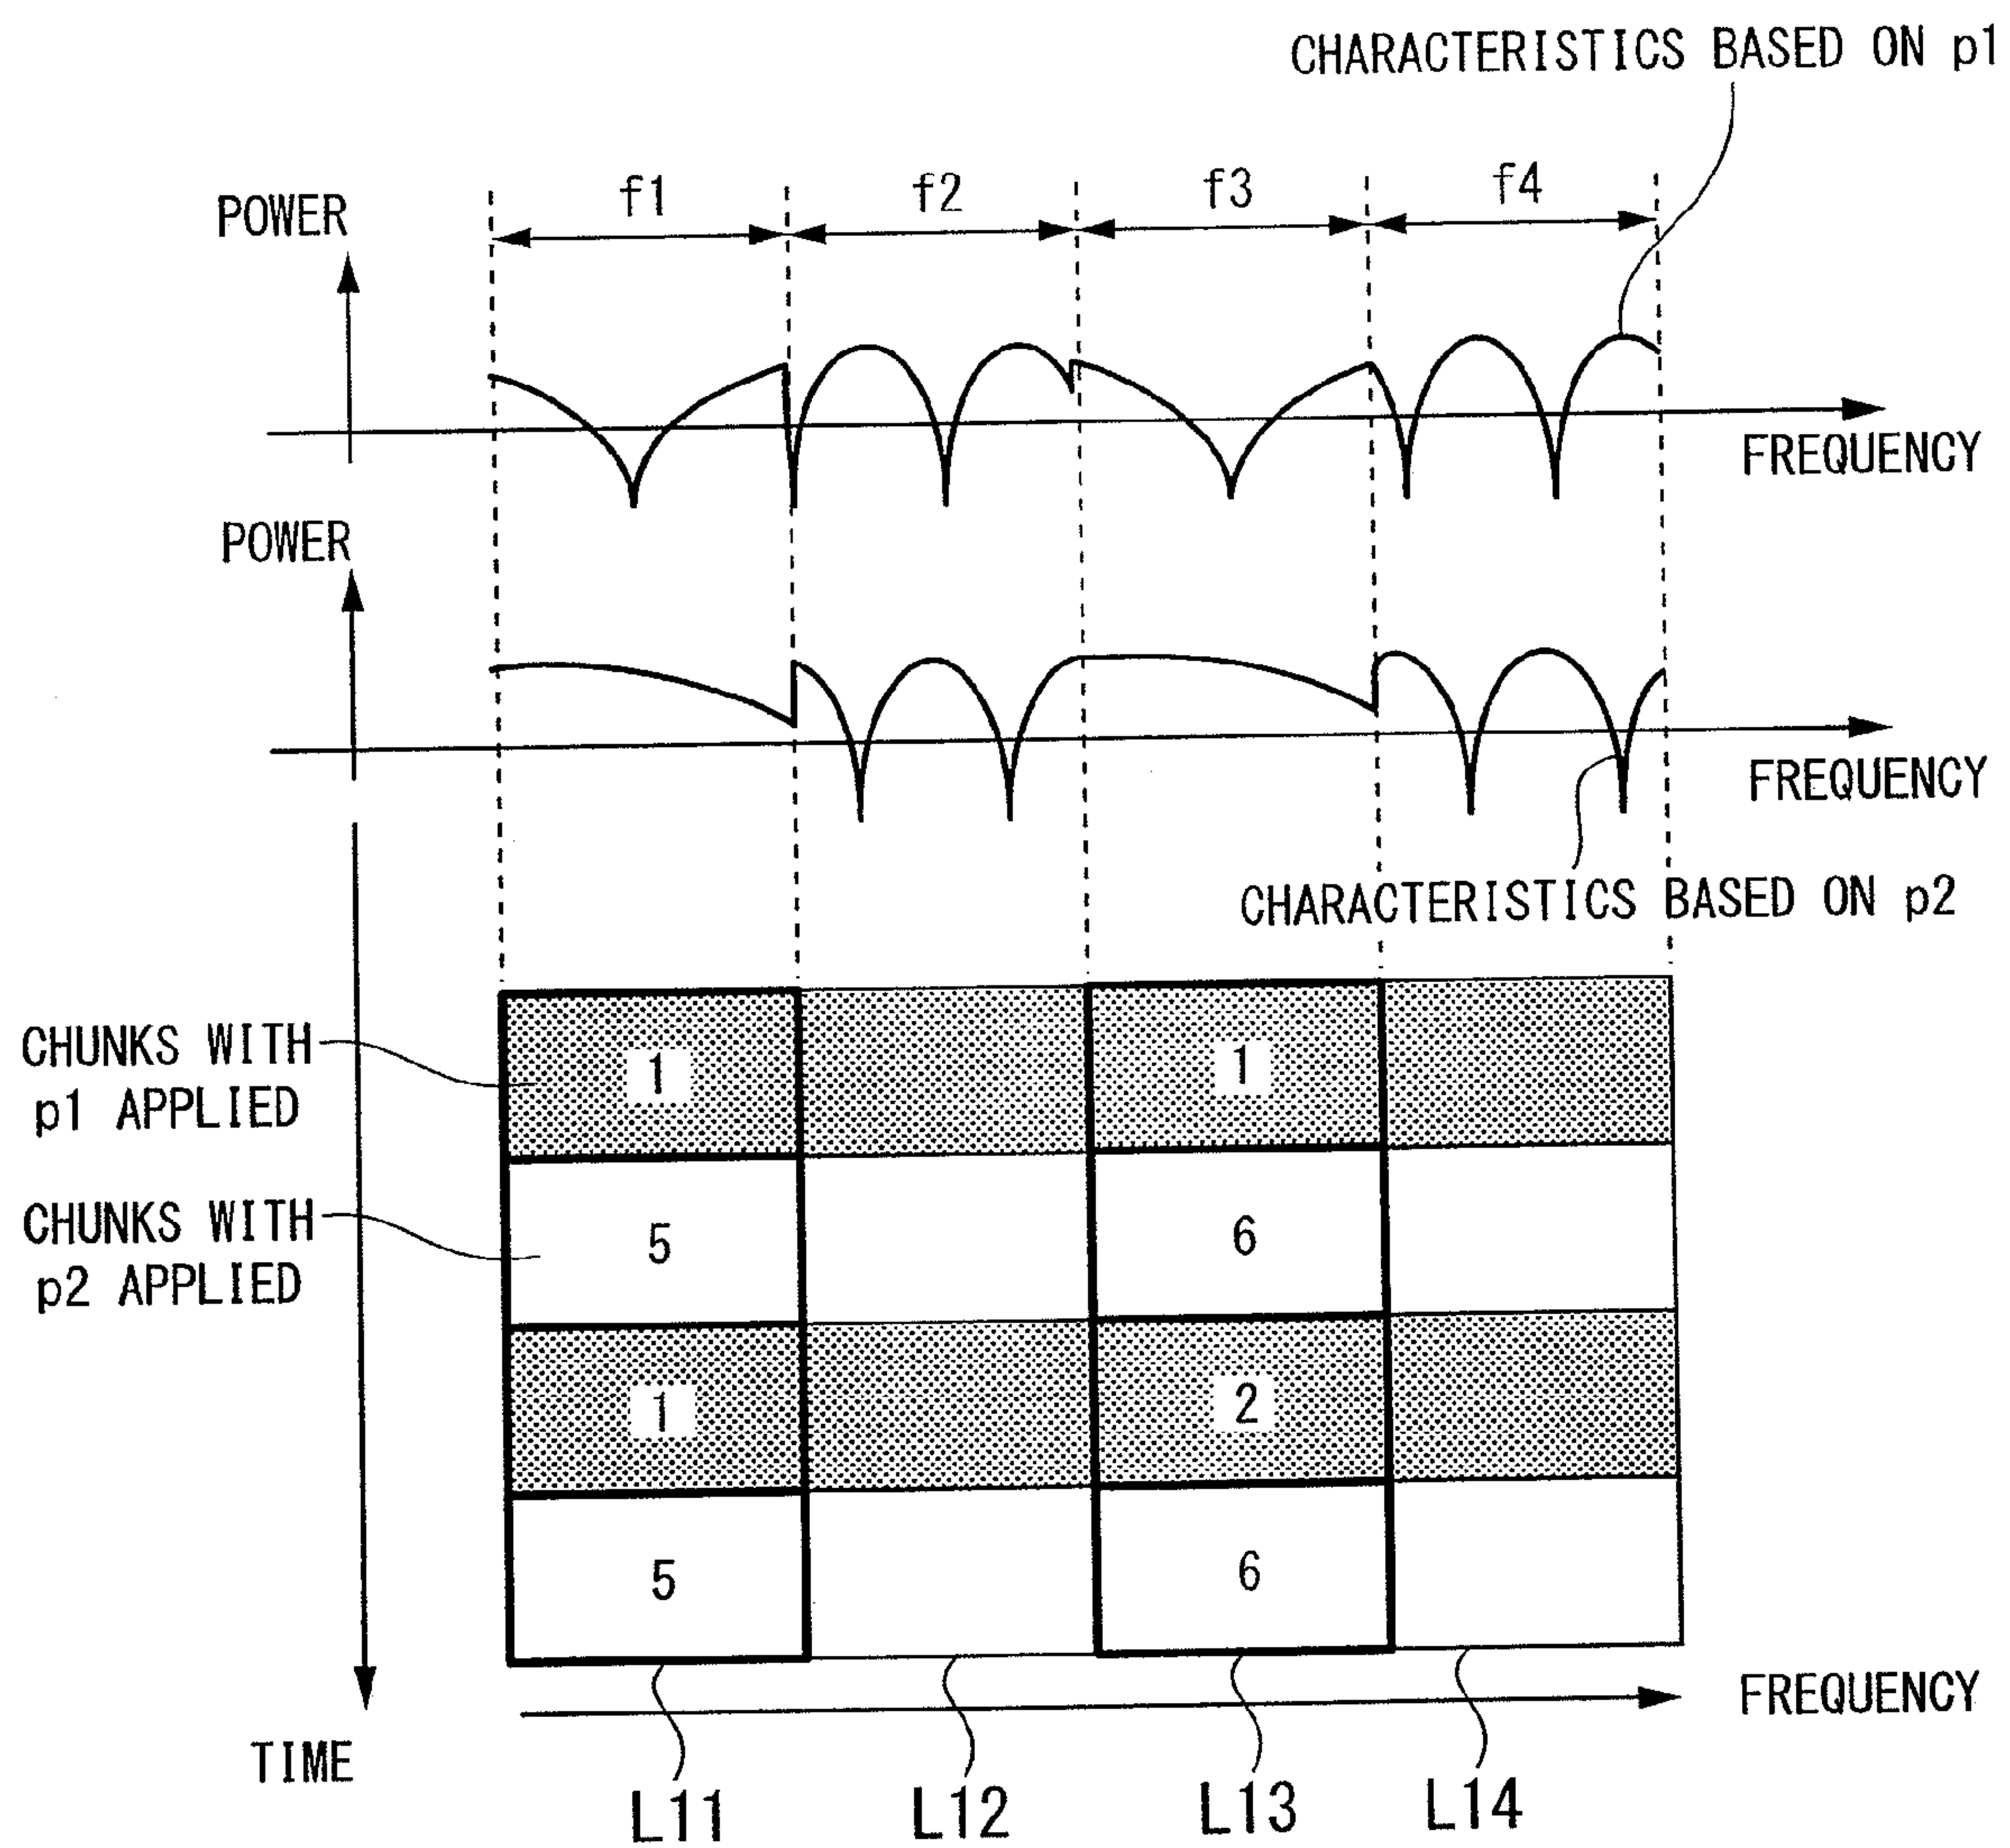 CHARACTERISTICS BASED ON p1
f1 f2 f3 f4
POWER
FREQUENCY
POWER
FREQUENCY
CHARACTERISTICS BASED ON p2
CHUNKS WITH
p1 APPLIED
1 1
CHUNKS WITH
p2 APPLIED
5 6
1 2
5 6
FREQUENCY
TIME
L11 L12 L13 L14